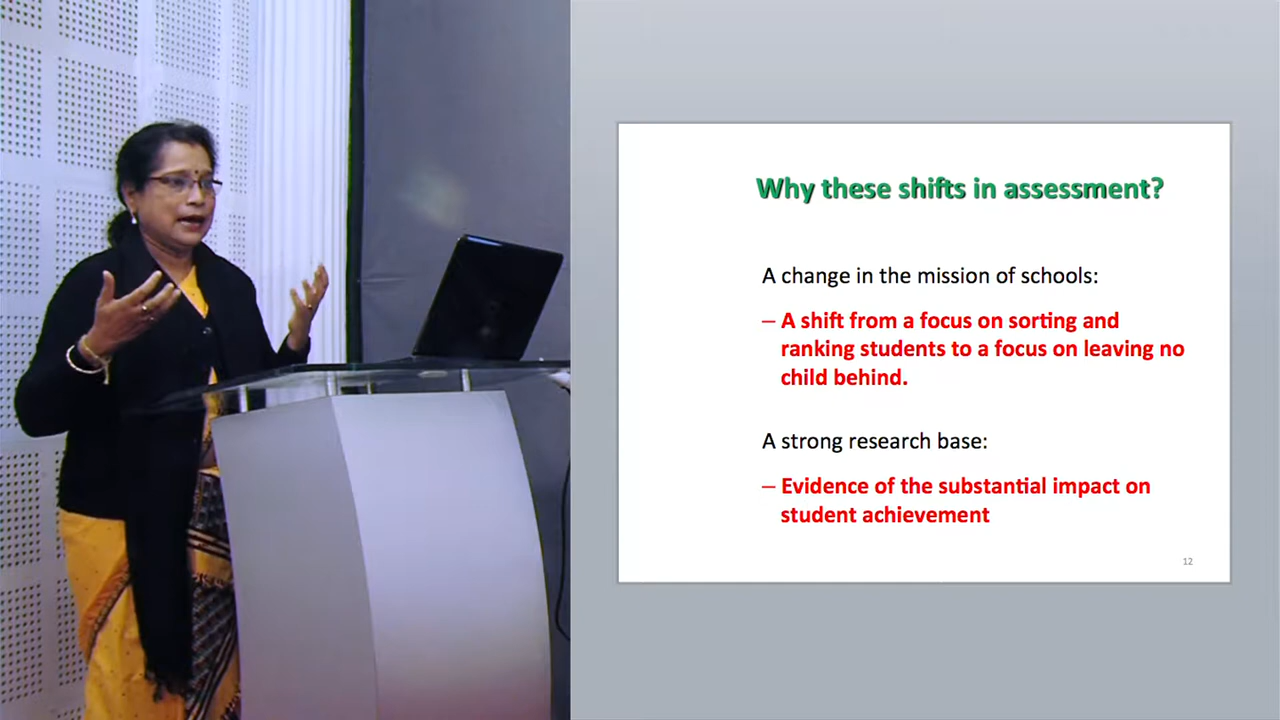 Why these shifts in assessment?
A change in the mission of schools:
– A shift from a focus on sorting and
ranking students to a focus on leaving no
child behind.
A strong research base:
– Evidence of the substantial impact on
student achievement
12